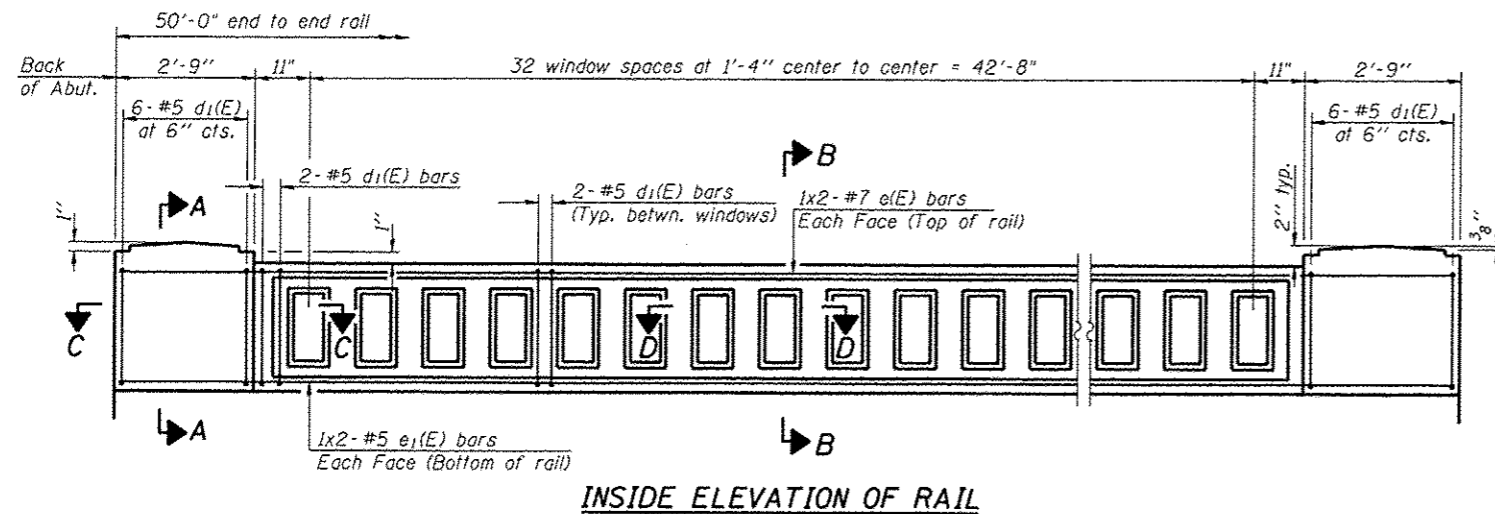 50'-0" end to end rail
Back
of Abut.
2'-9"
11"
32 window spaces at 1'-4" center to center = 42'-8"
11"
2'-9"
6- #5 d1(E)
at 6" cts.
6- #5 d1(E)
at 6" cts.
B
2- #5 d1(E) bars
2- #5 d1(E) bars
(Typ. betwn. windows)
1x2- #7 e(E) bars
Each Face (Top of rail)
2" typ.
3/8"
A
1"
1"
C
C
D
D
A
B
1x2- #5 e1(E) bars
Each Face (Bottom of rail)
INSIDE ELEVATION OF RAIL